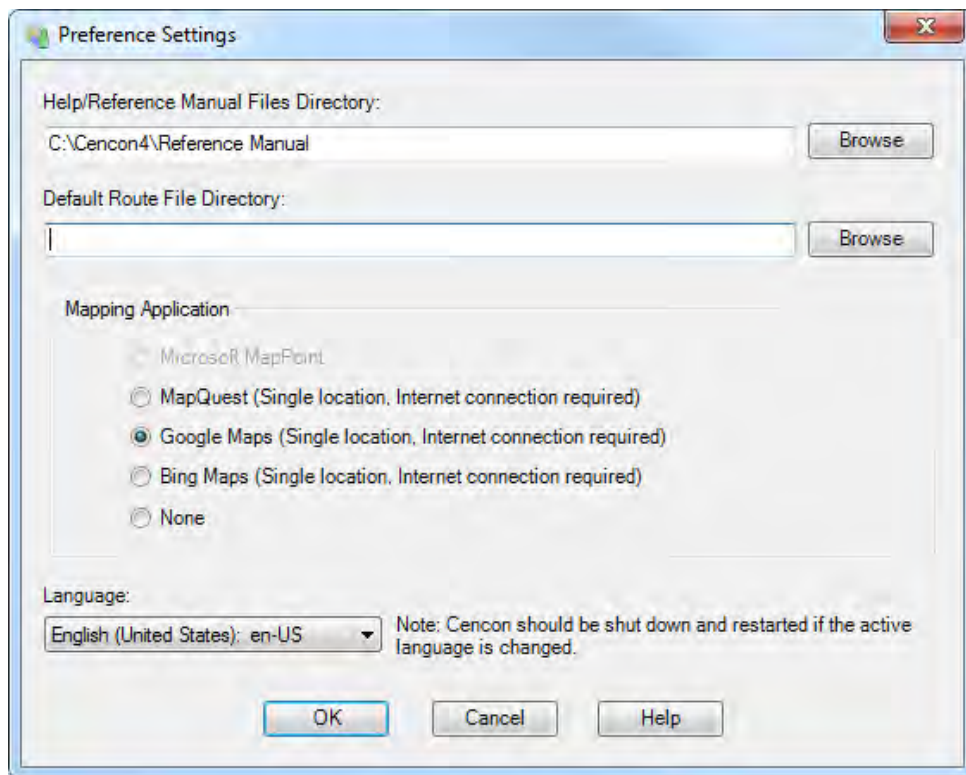 Preference Settings
Help/Reference Manual Files Directory:
C:\Cencon4\Reference Manual
Browse
Default Route File Directory:
Browse
Mapping Application
Microsoft MapPoint
MapQuest (Single location, Internet connection required)
Google Maps (Single location, Internet connection required)
Bing Maps (Single location, Internet connection required)
None
Language:
English (United States): en-US
Note: Cencon should be shut down and restarted if the active
language is changed.
OK
Cancel
Help